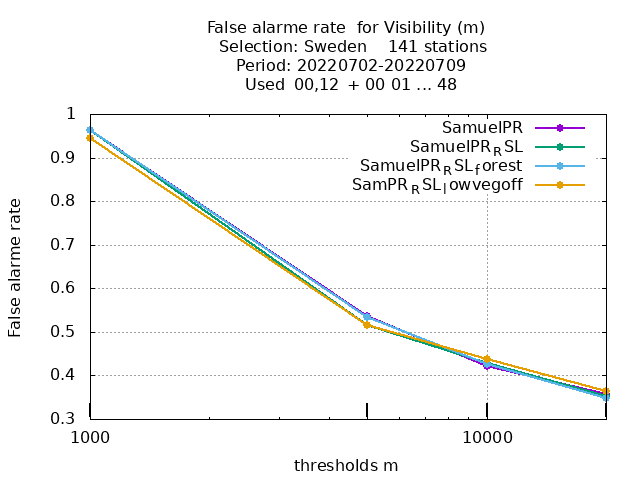 False alarme rate  for Visibility (m)
Selection: Sweden    141 stations
Period: 20220702-20220709
Used  00,12  + 00 01 ... 48
1
0.9
0.8
0.7
0.6
0.5
0.4
0.3
False alarme rate
SamuelPR
SamuelPR_RSL
SamuelPR_RSL_forest
SamPR_RSL_lowvegoff
1000
10000
thresholds m